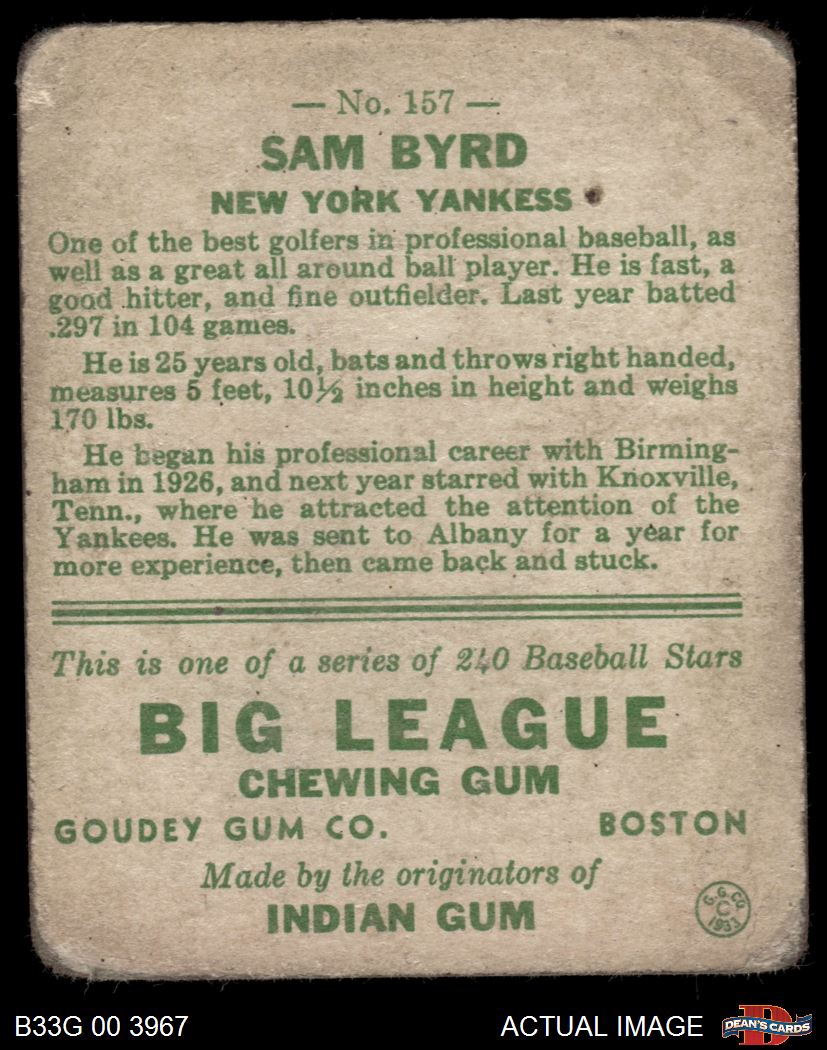 — No. 157 —
SAM BYRD
NEW YORK YANKESS
One of the best golfers in professional baseball, as
well as a great all around ball player. He is fast, a
good hitter, and fine outfielder. Last year batted
.297 in 104 games.
He is 25 years old, bats and throws right handed,
measures 5 feet, 10½ inches in height and weighs
170 lbs.
He began his professional career with Birming-
ham in 1926, and next year starred with Knoxville,
Tenn., where he attracted the attention of the
Yankees. He was sent to Albany for a year for
more experience, then came back and stuck.
This is one of a series of 240 Baseball Stars
BIG LEAGUE
CHEWING GUM
GOUDEY GUM CO. BOSTON
Made by the originators of
INDIAN GUM
G. G. CO.
C
1933
B33G 00 3967 ACTUAL IMAGE D DEAN'S CARDS